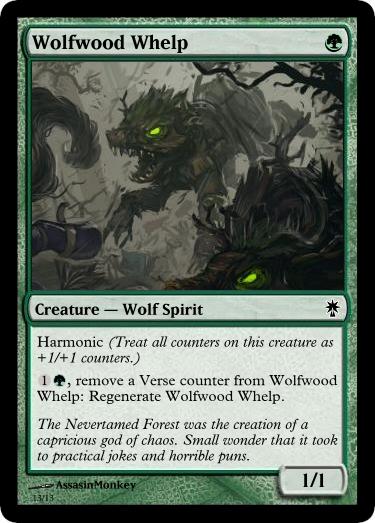 Wolfwood Whelp
Creature — Wolf Spirit
Harmonic (Treat all counters on this creature as
+1/+1 counters.)
1 , remove a Verse counter from Wolfwood
Whelp: Regenerate Wolfwood Whelp.
The Nevertamed Forest was the creation of a
capricious god of chaos. Small wonder that it took
to practical jokes and horrible puns.
1/1
AssasinMonkey
13/13